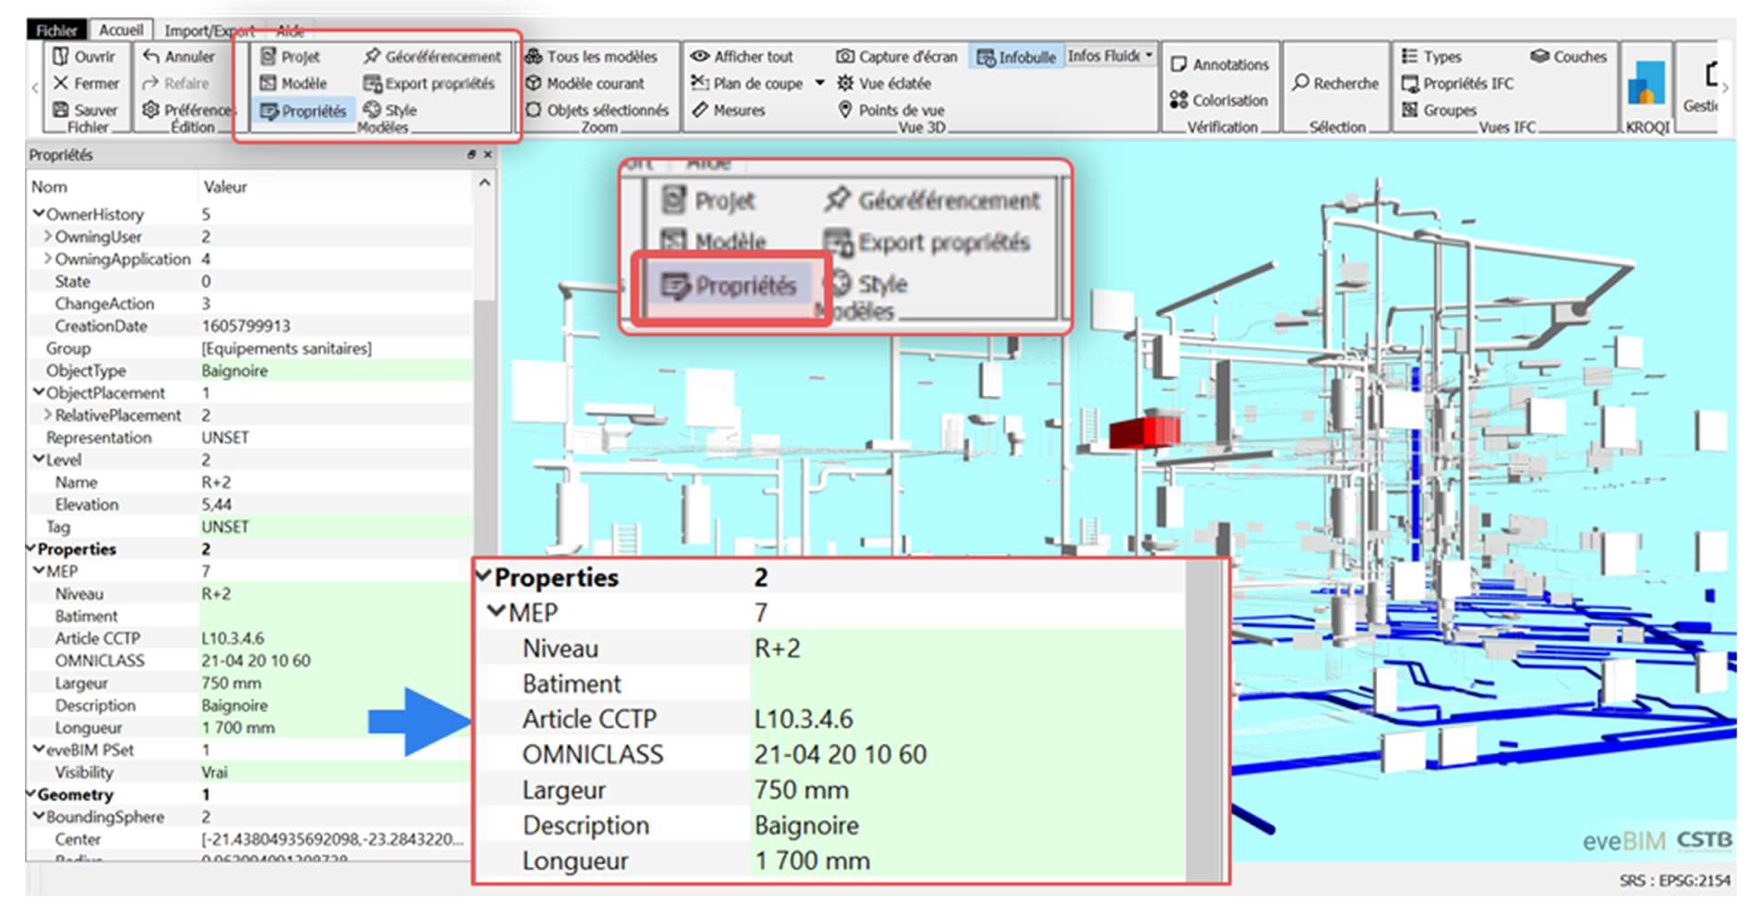 Fichier Accueil Import/Export Aide
Ouvrir Annuler Projet Géoréférencement Tous les modèles Afficher tout Capture d'écran Infobulle Infos Fluide Annotations Types Couches
Fermer Refaire Modèle Export propriétés Modèle courant Plan de coupe Vue éclatée Recherche Propriétés IFC
Sauver Préférences Propriétés Style Objets sélectionnés Mesures Points de vue Colorisation Groupes Gestic
Fichier Édition Modèles Zoom Vue 3D Vérification Sélection Vues IFC KROQI
Propriétés
Nom Valeur
OwnerHistory 5
OwningUser 2
OwningApplication 4
State 0
ChangeAction 3
CreationDate 1605799913
Group [Equipements sanitaires]
ObjectType Baignoire
ObjectPlacement 1
RelativePlacement 2
Representation UNSET
Level 2
Name R+2
Elevation 5,44
Tag UNSET
Properties 2
MEP 7
Niveau R+2
Batiment
Article CCTP L10.3.4.6
OMNICLASS 21-04 20 10 60
Largeur 750 mm
Description Baignoire
Longueur 1 700 mm
eveBIM PSet 1
Visibility Vrai
Geometry 1
BoundingSphere 2
Center [-21.43804935692098,-23.2843220...
Projet Géoréférencement
Modèle Export propriétés
Propriétés Style
Modèles
Properties 2
MEP 7
Niveau R+2
Batiment
Article CCTP L10.3.4.6
OMNICLASS 21-04 20 10 60
Largeur 750 mm
Description Baignoire
Longueur 1 700 mm
eveBIM CSTB
SRS : EPSG:2154